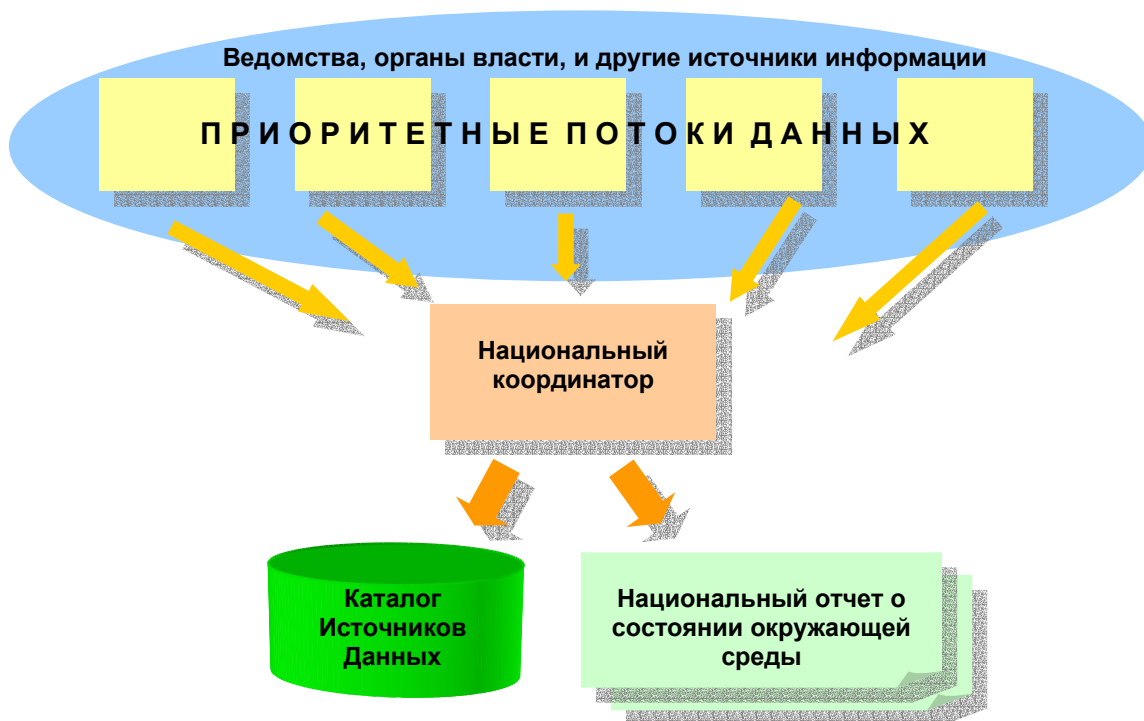 Ведомства, органы власти, и другие источники информации
П Р И О Р И Т Е Т Н Ы Е П О Т О К И Д А Н Н Ы Х
Национальный
координатор
Каталог
Источников
Данных
Национальный отчет о
состоянии окружающей
среды